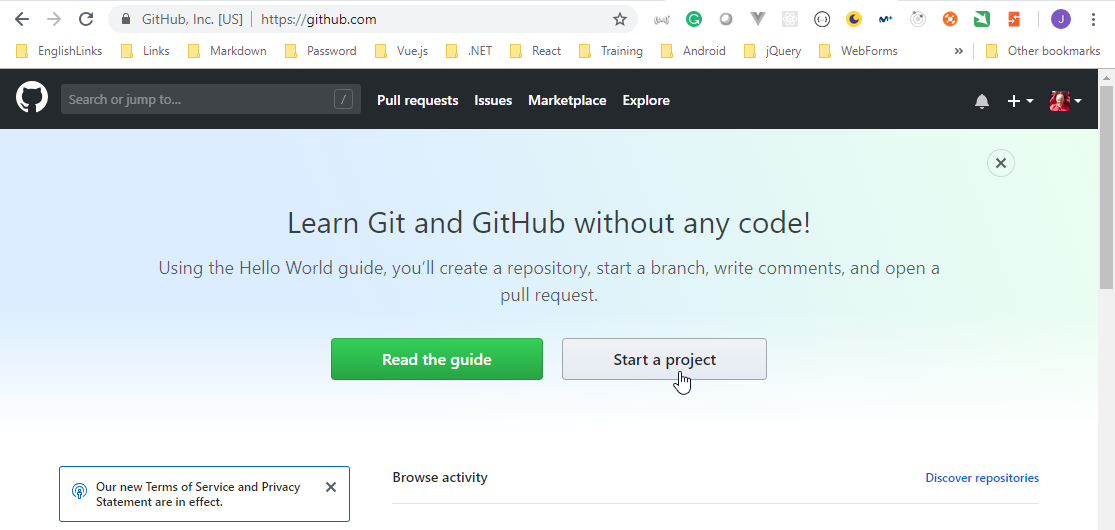 GitHub, Inc. [US] | https://github.com
J
EnglishLinks Links Markdown Password Vue.js .NET React Training Android jQuery WebForms » Other bookmarks
Search or jump to... / Pull requests Issues Marketplace Explore
Learn Git and GitHub without any code!
Using the Hello World guide, you’ll create a repository, start a branch, write comments, and open a
pull request.
Read the guide Start a project
Our new Terms of Service and Privacy
Statement are in effect.
Browse activity Discover repositories